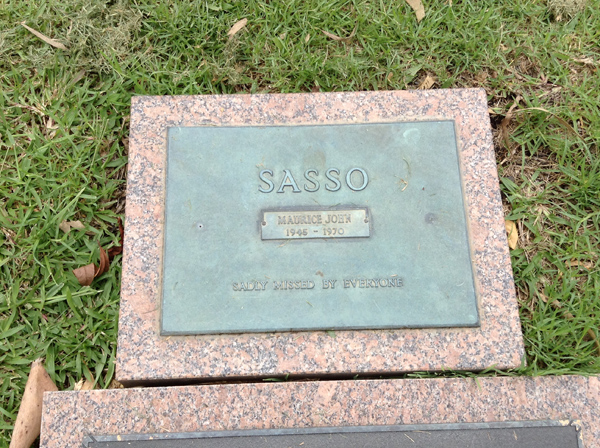 SASSO
MAURICE JOHN
1946 - 1970
SADLY MISSED BY EVERYONE